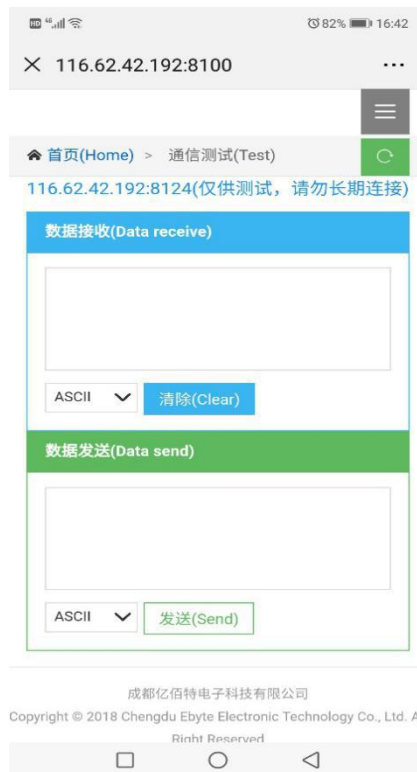 HD 46 82% 16:42
116.62.42.192:8100
首页(Home) > 通信测试(Test)
116.62.42.192:8124(仅供测试，请勿长期连接)
数据接收(Data receive)
ASCII 清除(Clear)
数据发送(Data send)
ASCII 发送(Send)
成都亿佰特电子科技有限公司
Copyright © 2018 Chengdu Ebyte Electronic Technology Co., Ltd. A
Right Reserved